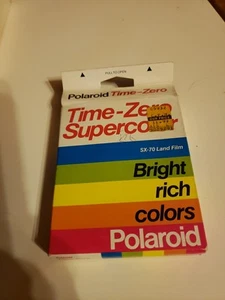 Polaroid Time-Zero
Time-Zero
Supercolor
SX-70 Land Film
Bright
rich
colors
Polaroid